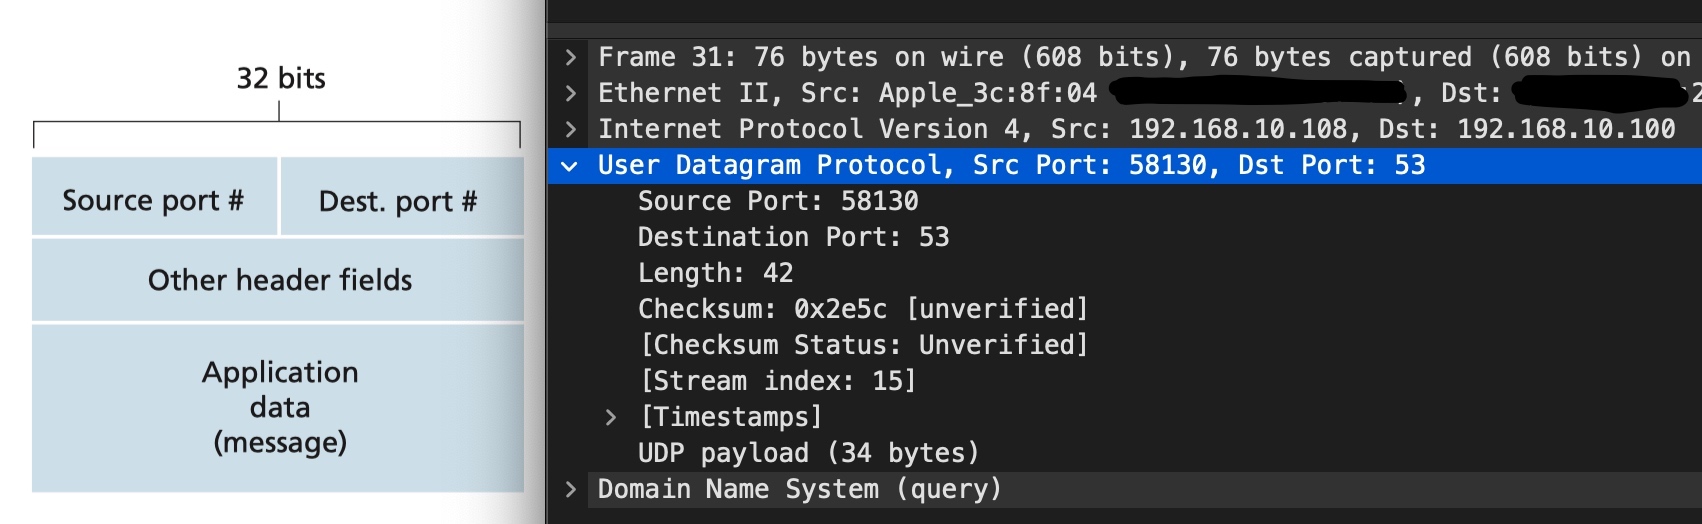 32 bits
Source port #
Dest. port #
Other header fields
Application
data
(message)
Frame 31: 76 bytes on wire (608 bits), 76 bytes captured (608 bits) on
Ethernet II, Src: Apple_3c:8f:04 , Dst: :2
Internet Protocol Version 4, Src: 192.168.10.108, Dst: 192.168.10.100
User Datagram Protocol, Src Port: 58130, Dst Port: 53
Source Port: 58130
Destination Port: 53
Length: 42
Checksum: 0x2e5c [unverified]
[Checksum Status: Unverified]
[Stream index: 15]
[Timestamps]
UDP payload (34 bytes)
Domain Name System (query)